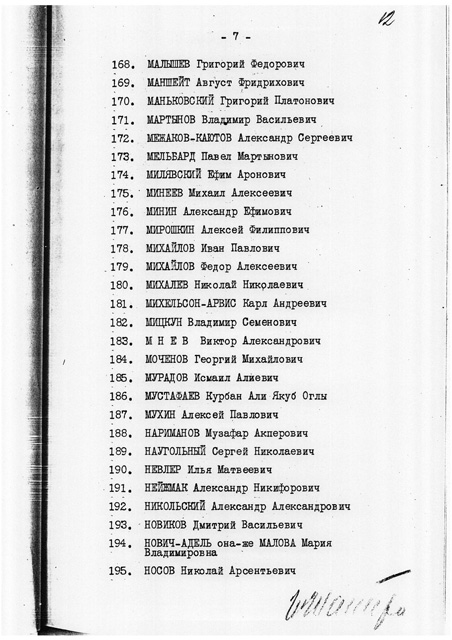 12
- 7 -
168. МАЛЫШЕВ Григорий Федорович
169. МАНШЕЙТ Август Фридрихович
170. МАНЬКОВСКИЙ Григорий Платонович
171. МАРТЫНОВ Владимир Васильевич
172. МЕЖАКОВ-КАЮТОВ Александр Сергеевич
173. МЕЛЬБАРД Павел Мартынович
174. МИЛЯВСКИЙ Ефим Аронович
175. МИНЕЕВ Михаил Алексеевич
176. МИНИН Александр Ефимович
177. МИРОШКИН Алексей Филиппович
178. МИХАЙЛОВ Иван Павлович
179. МИХАЙЛОВ Федор Алексеевич
180. МИХАЛЕВ Николай Николаевич
181. МИХЕЛЬСОН-АРВИС Карл Андреевич
182. МИЦКУН Владимир Семенович
183. М Н Е В Виктор Александрович
184. МОЧЕНОВ Георгий Михайлович
185. МУРАДОВ Исмаил Алиевич
186. МУСТАФАЕВ Курбан Али Якуб Оглы
187. МУХИН Алексей Павлович
188. НАРИМАНОВ Музафар Акперович
189. НАУГОЛЬНЫЙ Сергей Николаевич
190. НЕВЛЕР Илья Матвеевич
191. НЕЙЖМАК Александр Никифорович
192. НИКОЛЬСКИЙ Александр Александрович
193. НОВИКОВ Дмитрий Васильевич
194. НОВИЧ-АДЕЛЬ она-же МАЛОВА Мария
Владимировна
195. НОСОВ Николай Арсентьевич